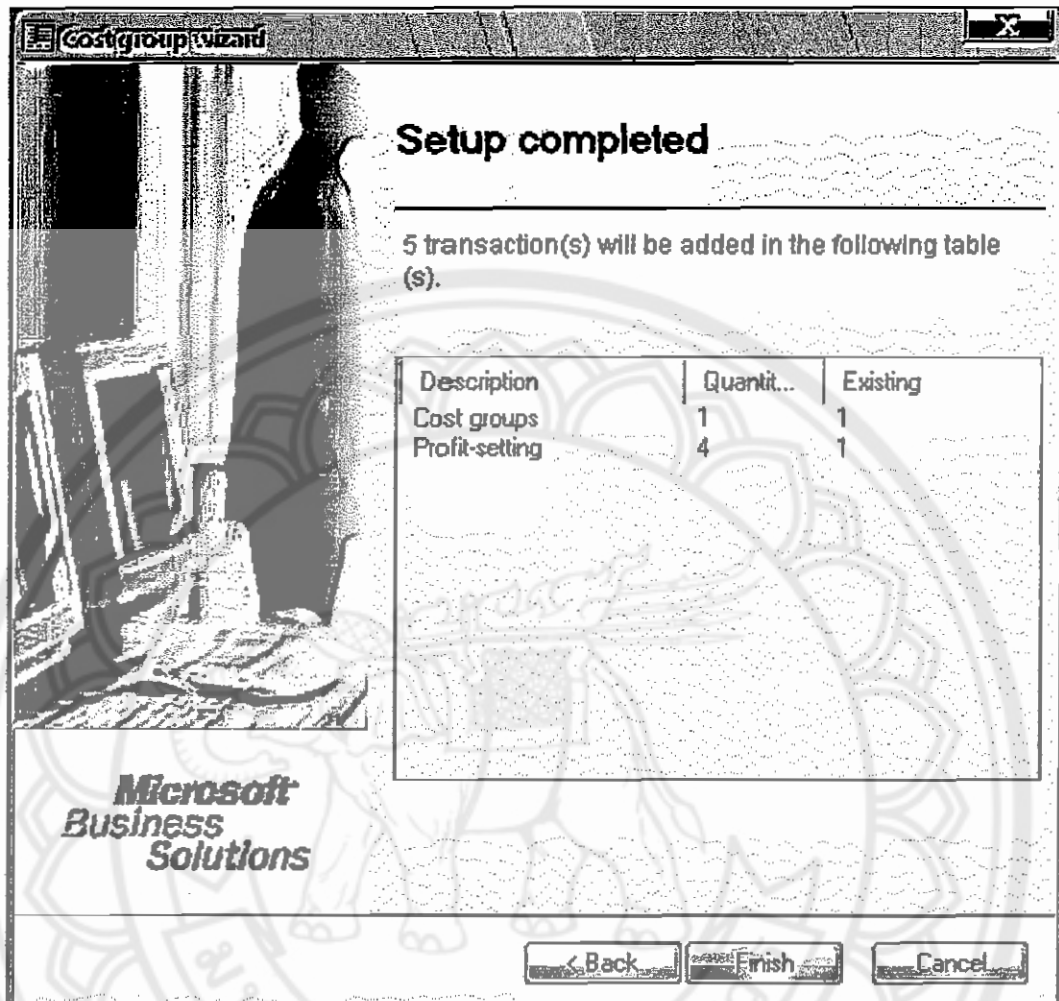 Cost group wizard
X
Setup completed
5 transaction(s) will be added in the following table
(s).
Description Quantit... Existing
Cost groups 1 1
Profit-setting 4 1
Microsoft
Business
Solutions
< Back Finish Cancel